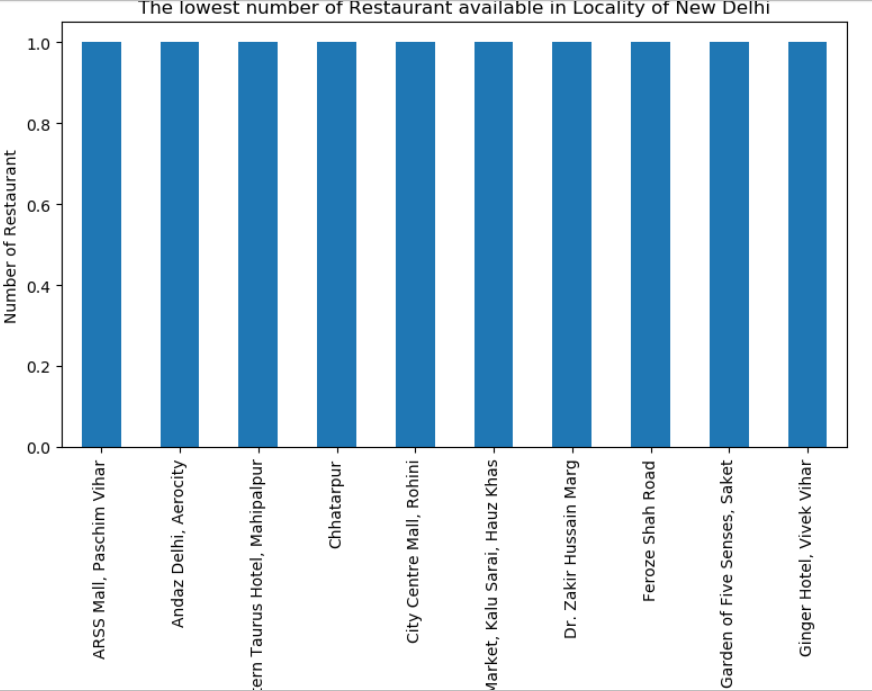 The lowest number of Restaurant available in Locality of New Delhi
Number of Restaurant
1.0
0.8
0.6
0.4
0.2
0.0
ARSS Mall, Paschim Vihar
Andaz Delhi, Aerocity
Taurus Hotel, Mahipalpur
Chhatarpur
City Centre Mall, Rohini
Market, Kalu Sarai, Hauz Khas
Dr. Zakir Hussain Marg
Feroze Shah Road
Garden of Five Senses, Saket
Ginger Hotel, Vivek Vihar